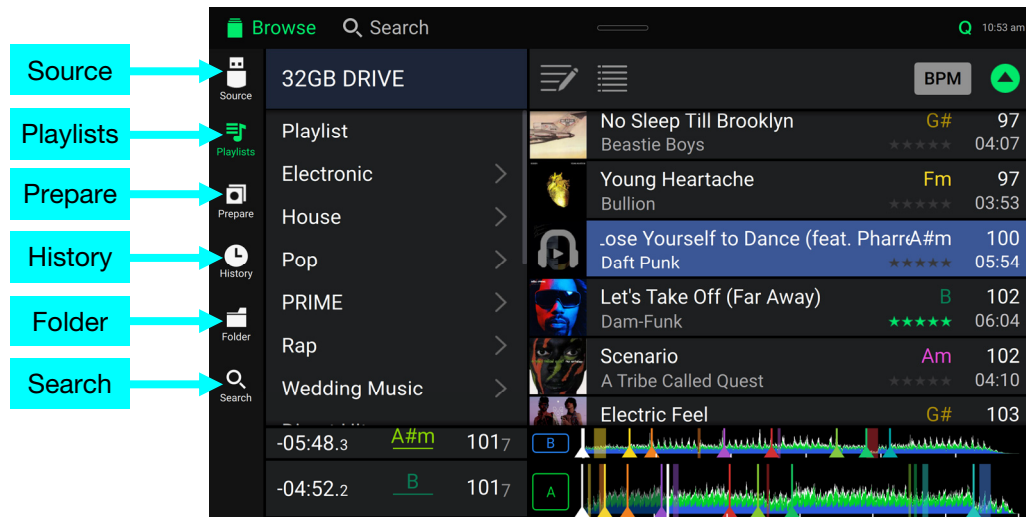 Browse Search Q 10:53 am
Source
Playlists
Prepare
History
Folder
Search
Source
Playlists
Prepare
History
Folder
Search
32GB DRIVE
Playlist
Electronic
House
Pop
PRIME
Rap
Wedding Music
BPM
No Sleep Till Brooklyn G# 97
Beastie Boys ★★★★★ 04:07
Young Heartache Fm 97
Bullion ★★★★★ 03:53
Lose Yourself to Dance (feat. Pharre A#m 100
Daft Punk ★★★★★ 05:54
Let's Take Off (Far Away) B 102
Dam-Funk ★★★★★ 06:04
Scenario Am 102
A Tribe Called Quest ★★★★★ 04:10
Electric Feel G# 103
-05:48.3 A#m 1017 B
-04:52.2 B 1017 A